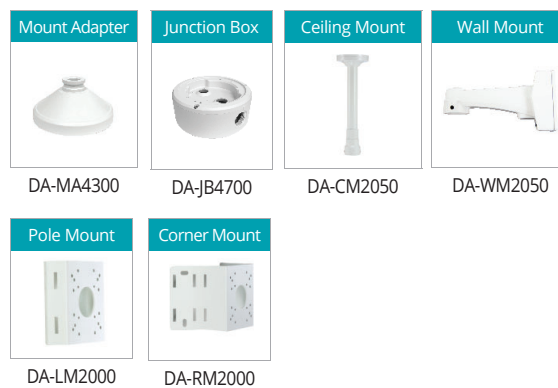 Mount Adapter
Junction Box
Ceiling Mount
Wall Mount
DA-MA4300
DA-JB4700
DA-CM2050
DA-WM2050
Pole Mount
Corner Mount
DA-LM2000
DA-RM2000